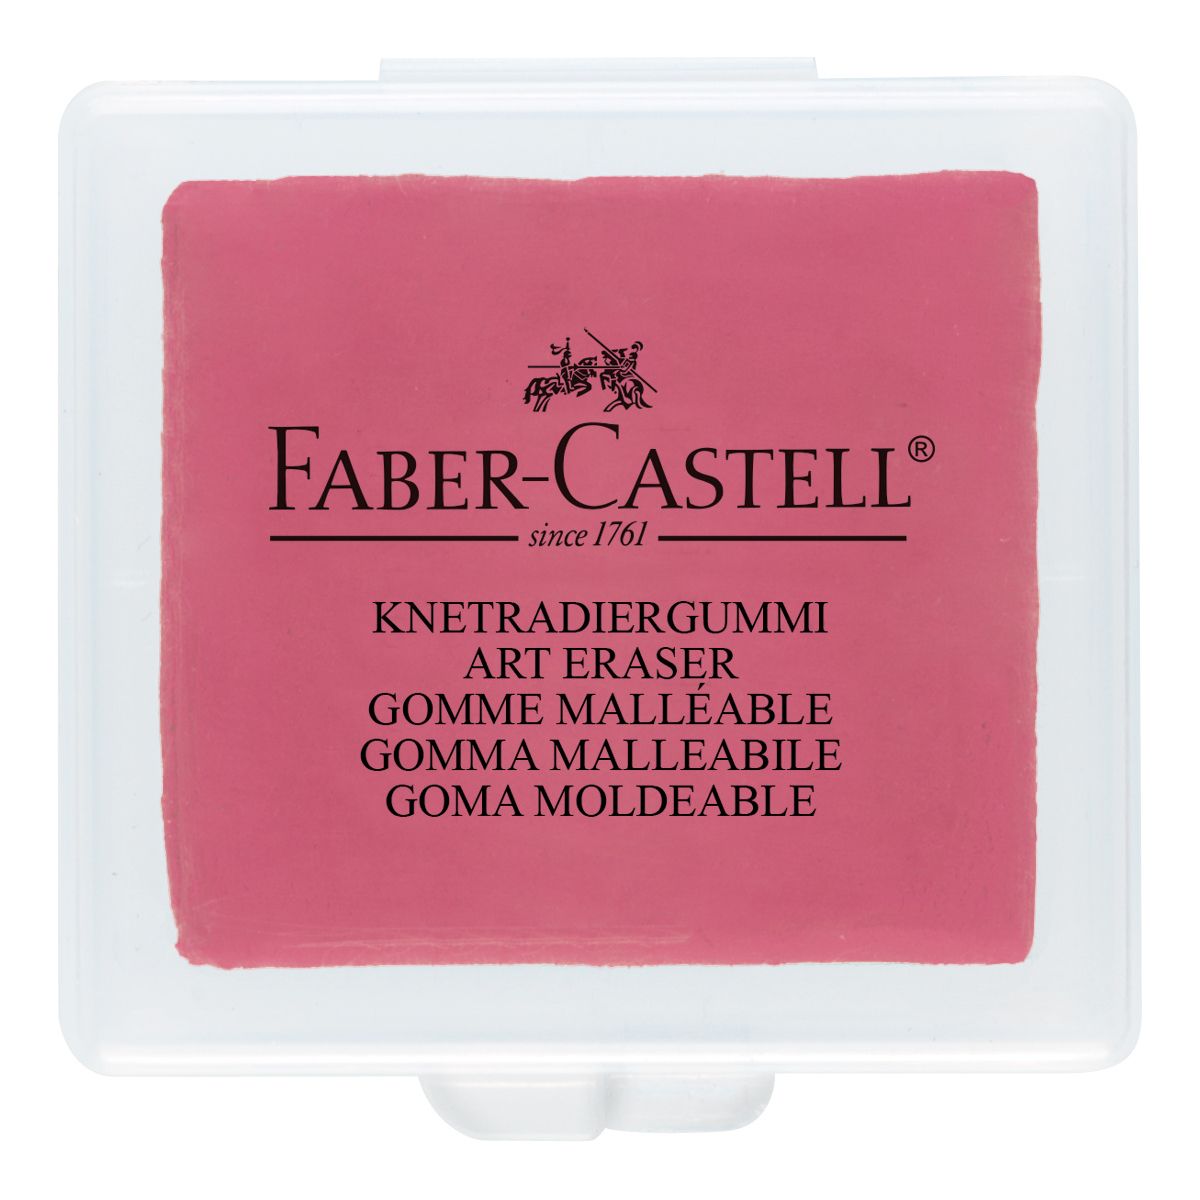 FABER-CASTELL®
since 1761
KNETRADIERGUMMI
ART ERASER
GOMME MALLÉABLE
GOMMA MALLEABILE
GOMA MOLDEABLE